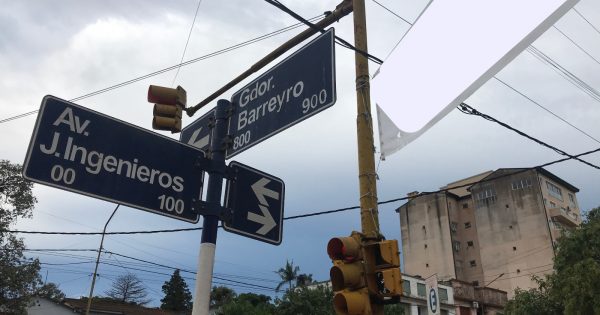 Av.
J.Ingenieros
00 100
Gdor.
Barreyro
800 900